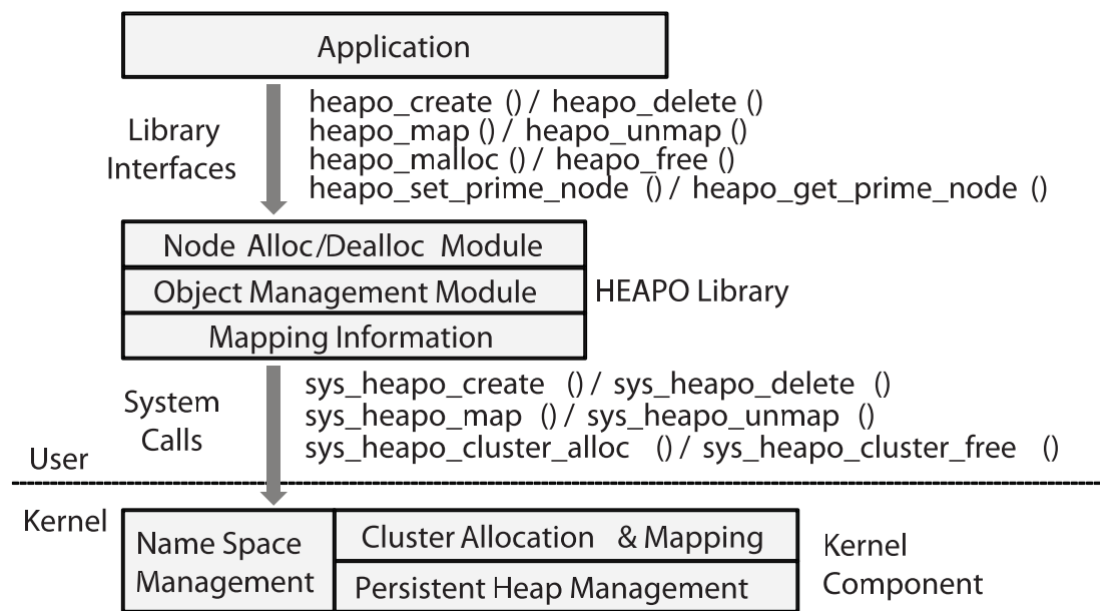 Application
Library
Interfaces
heapo_create () / heapo_delete ()
heapo_map () / heapo_unmap ()
heapo_malloc () / heapo_free ()
heapo_set_prime_node () / heapo_get_prime_node ()
Node Alloc/Dealloc Module
Object Management Module
Mapping Information
HEAPO Library
System
Calls
sys_heapo_create () / sys_heapo_delete ()
sys_heapo_map () / sys_heapo_unmap ()
sys_heapo_cluster_alloc () / sys_heapo_cluster_free ()
User
Kernel
Name Space
Management
Cluster Allocation & Mapping
Persistent Heap Management
Kernel
Component